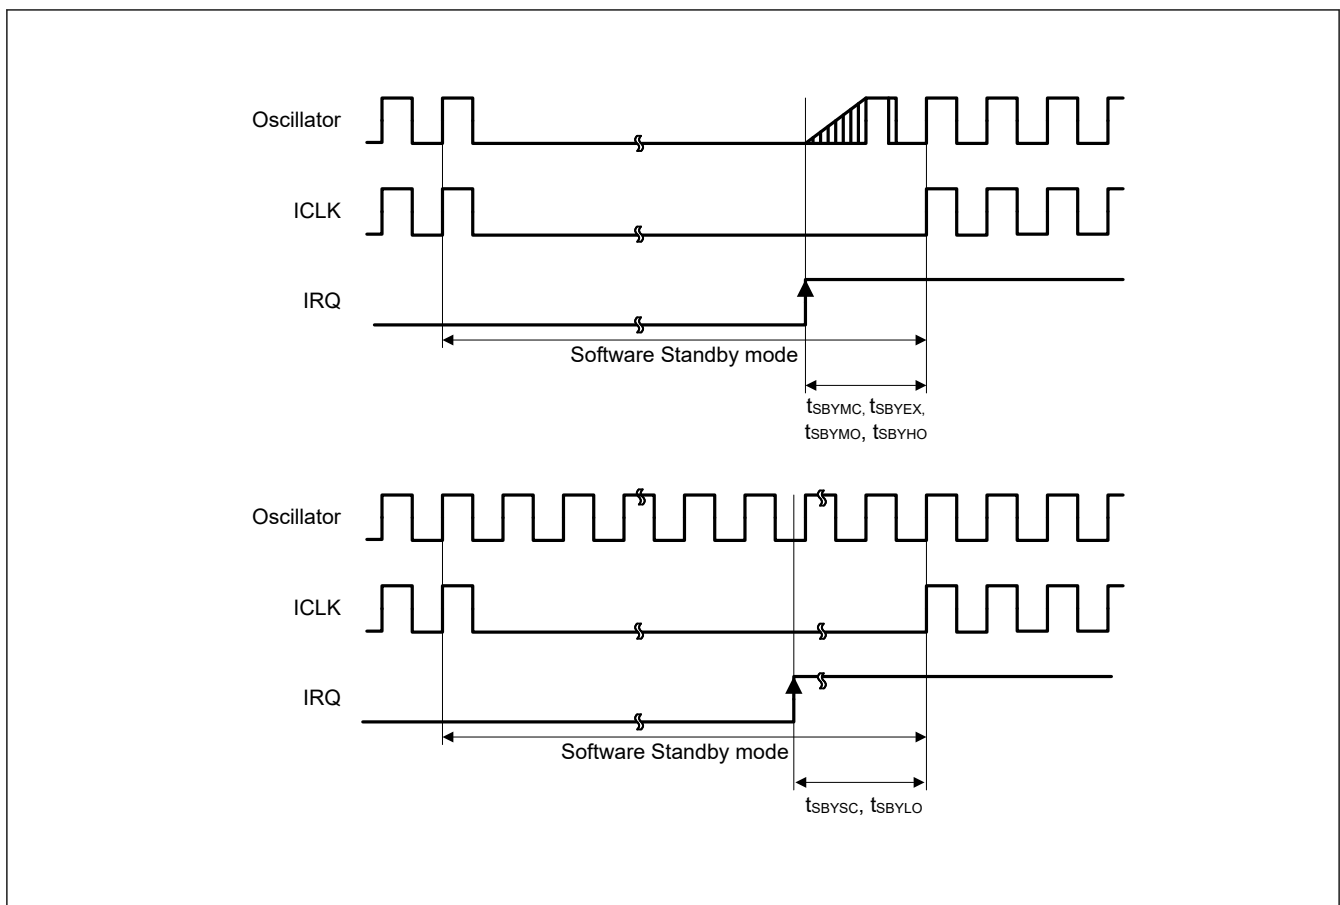 Oscillator
ICLK
IRQ
Software Standby mode
tSBYMC, tSBYEX,
tSBYMO, tSBYHO
Oscillator
ICLK
IRQ
Software Standby mode
tSBYSC, tSBYLO